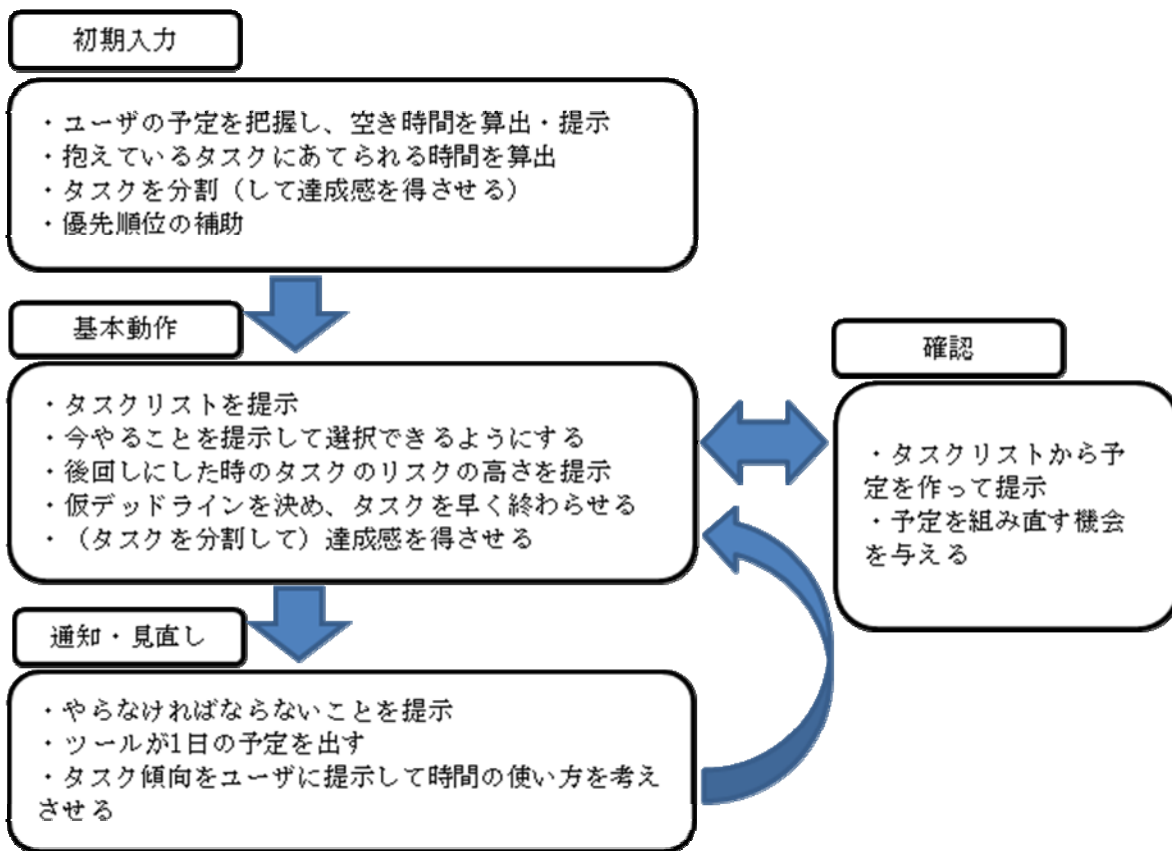 初期入力
・ユーザの予定を把握し、空き時間を算出・提示
・抱えているタスクにあてられる時間を算出
・タスクを分割（して達成感を得させる）
・優先順位の補助
基本動作
・タスクリストを提示
・今やることを提示して選択できるようにする
・後回しにした時のタスクのリスクの高さを提示
・仮デッドラインを決め、タスクを早く終わらせる
・（タスクを分割して）達成感を得させる
確認
・タスクリストから予
定を作って提示
・予定を組み直す機会
を与える
通知・見直し
・やらなければならないことを提示
・ツールが1日の予定を出す
・タスク傾向をユーザに提示して時間の使い方を考え
させる